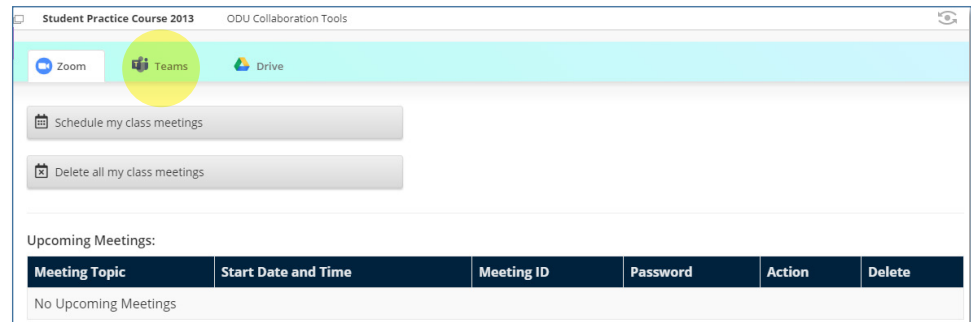 Student Practice Course 2013 ODU Collaboration Tools
Zoom Teams Drive
Schedule my class meetings
Delete all my class meetings
Upcoming Meetings:
Meeting Topic Start Date and Time Meeting ID Password Action Delete
No Upcoming Meetings